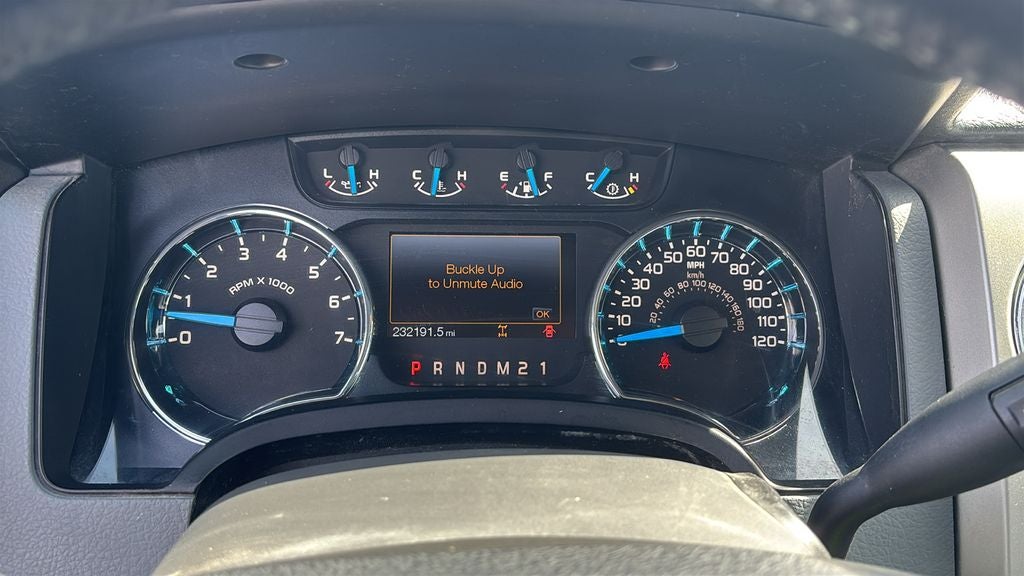 L H
C H
E F
C H
0 1 2 3 4 5 6 7
RPM X 1000
Buckle Up
to Unmute Audio
OK
232191.5 mi
P R N D M 2 1
0 10 20 30 40 50 60 70 80 90 100 110 120
MPH
km/h
20 40 60 80 100 120 140 160 180